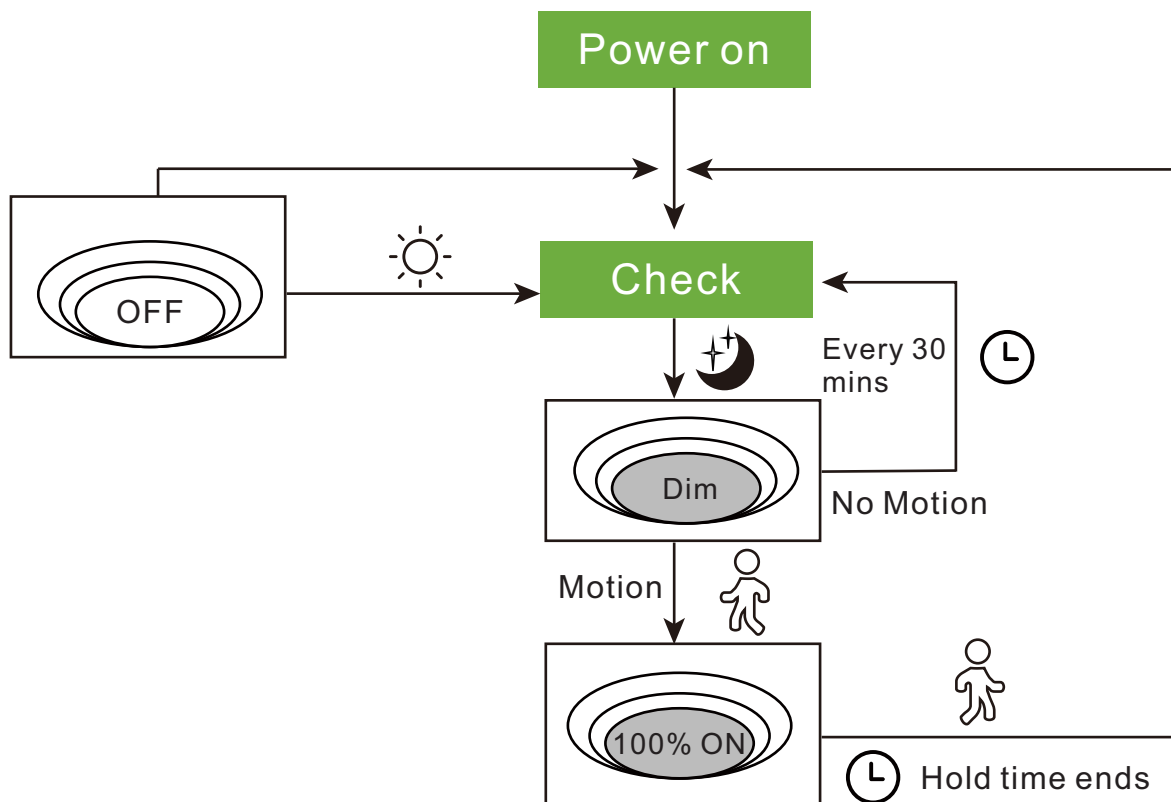 Power on
Check
OFF
Every 30
mins
Dim
No Motion
Motion
100% ON
Hold time ends